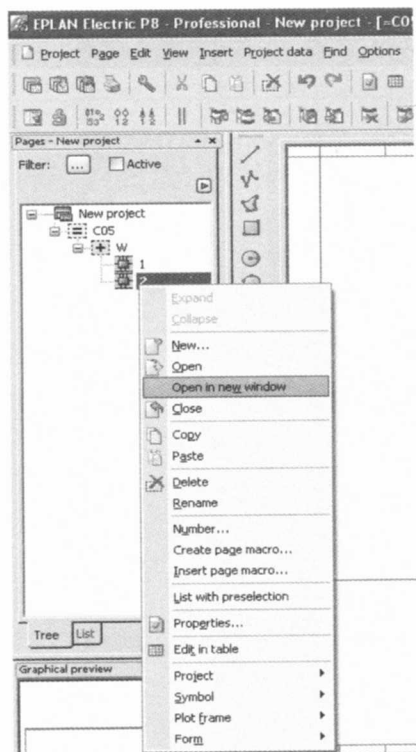 EPLAN Electric P8 - Professional - New project - [=C05
Project Page Edit View Insert Project data Find Options
Pages - New project
Filter: ... Active
New project
C05
W
1
2
Expand
Collapse
New...
Open
Open in new window
Close
Copy
Paste
Delete
Rename
Number...
Create page macro...
Insert page macro...
List with preselection
Properties...
Edit in table
Project
Symbol
Plot frame
Form
Tree List
Graphical preview